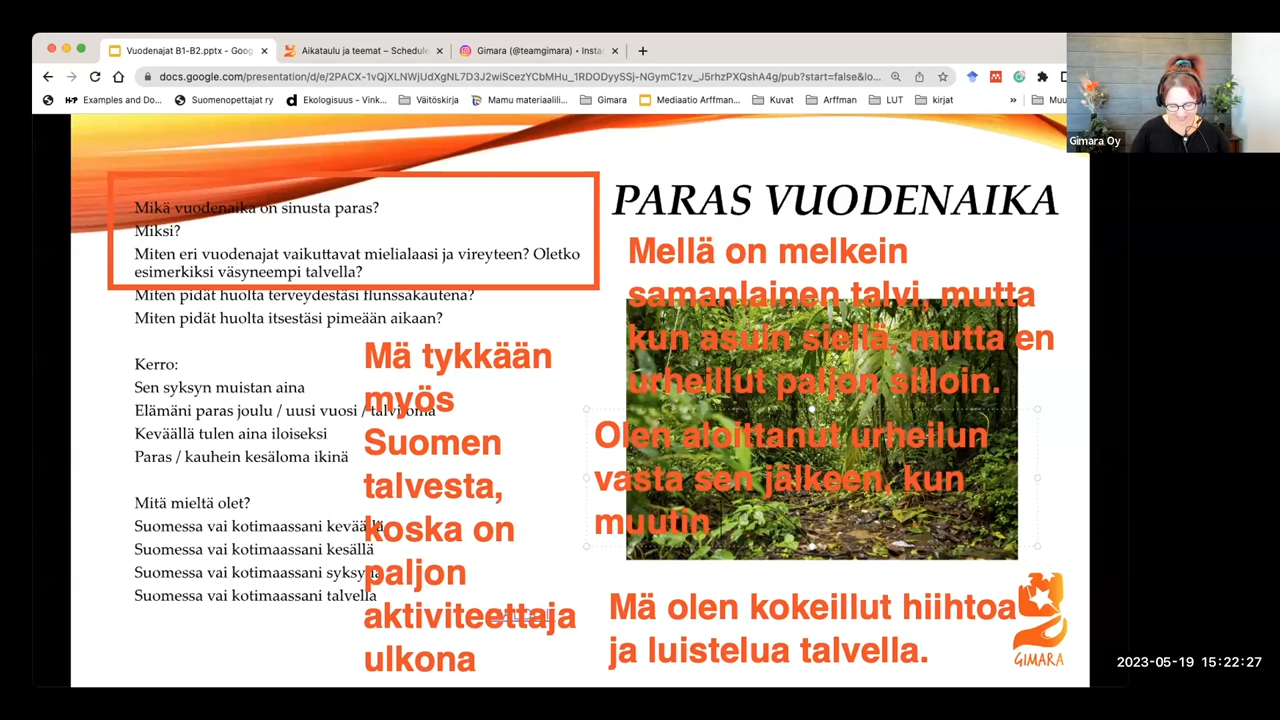 Vuodenajat B1-B2.pptx - Goog
Aikataulu ja teemat – Schedule
Gimara (@teamgimara) • Instar
docs.google.com/presentation/d/e/2PACX-1vQjXLNWjUdXgNL7D3J2wiScezYCbMHu_1RDODyySSj-NGymC1zv_J5rhzPXQshA4g/pub?start=false&lo...
Examples and Do...
Suomenopettajat ry
Ekologisuus - Vink...
Väitöskirja
Mamu materiaalili...
Gimara
Mediaatio Arffman...
Kuvat
Arffman
LUT
kirjat
»
Muu
Gimara Oy
PARAS VUODENAIKA
Mikä vuodenaika on sinusta paras?
Miksi?
Miten eri vuodenajat vaikuttavat mielialaasi ja vireyteen? Oletko
esimerkiksi väsyneempi talvella?
Miten pidät huolta terveydestäsi flunssakautena?
Miten pidät huolta itsestäsi pimeään aikaan?
Kerro:
Sen syksyn muistan aina
Elämäni paras joulu / uusi vuosi / talviloma
Keväällä tulen aina iloiseksi
Paras / kauhein kesäloma ikinä
Mitä mieltä olet?
Suomessa vai kotimaassani keväällä
Suomessa vai kotimaassani kesällä
Suomessa vai kotimaassani syksyllä
Suomessa vai kotimaassani talvella
Mä tykkään
myös
Suomen
talvesta,
koska on
paljon
aktiviteettaja
ulkona
Mellä on melkein
samanlainen talvi, mutta
kun asuin siellä, mutta en
urheillut paljon silloin.
Olen aloittanut urheilun
vasta sen jälkeen, kun
muutin
Mä olen kokeillut hiihtoa
ja luistelua talvella.
GIMARA
2023-05-19 15:22:27